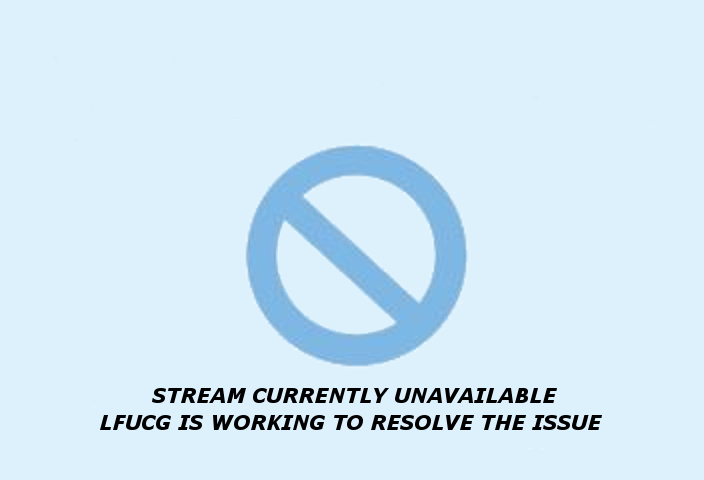 STREAM CURRENTLY UNAVAILABLE
LFUCG IS WORKING TO RESOLVE THE ISSUE